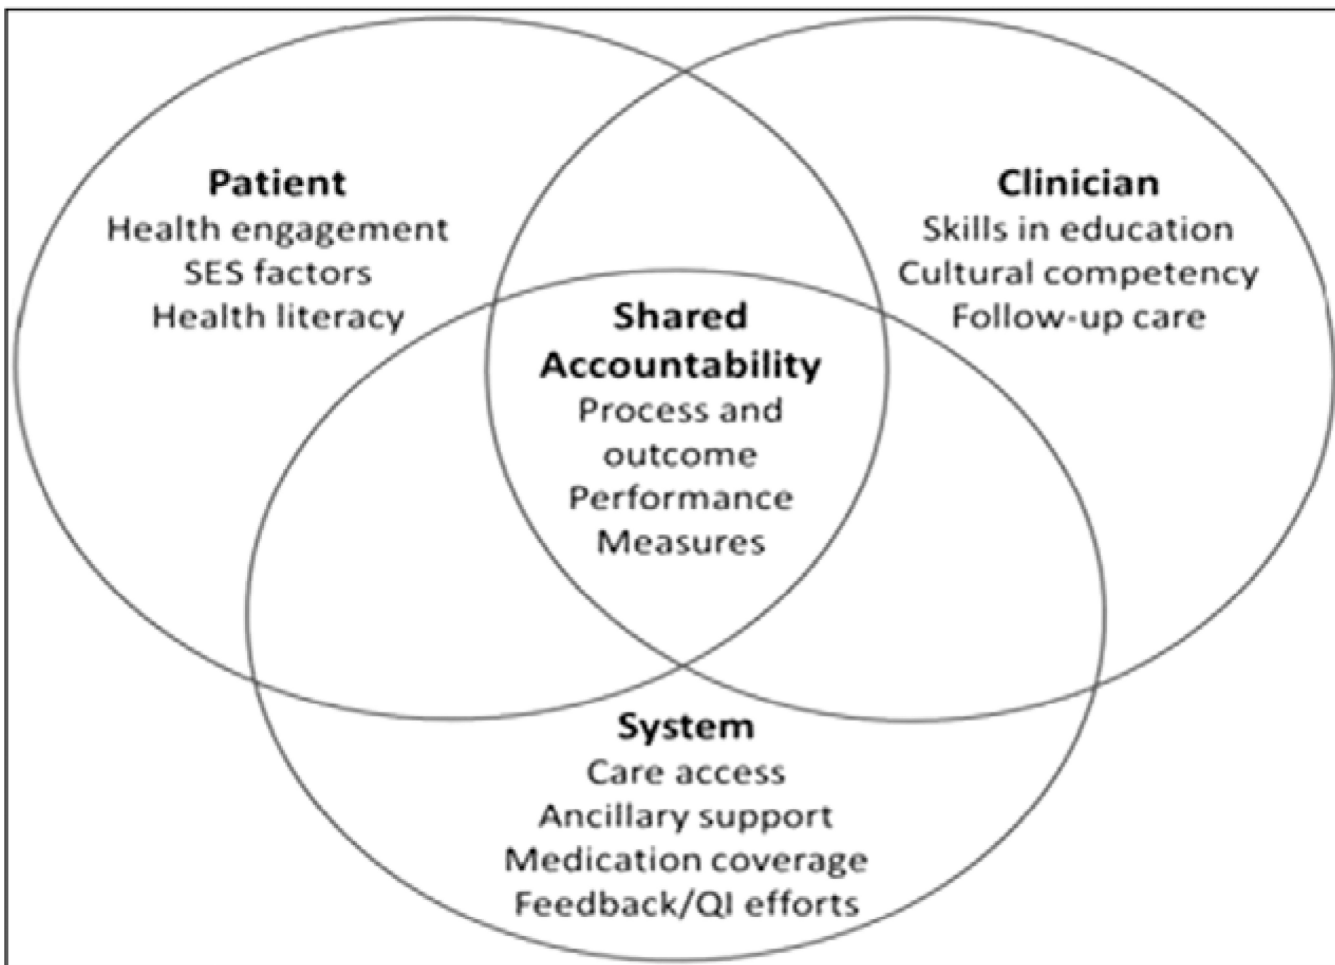 Patient
Health engagement
SES factors
Health literacy
Clinician
Skills in education
Cultural competency
Follow-up care
Shared
Accountability
Process and
outcome
Performance
Measures
System
Care access
Ancillary support
Medication coverage
Feedback/QI efforts